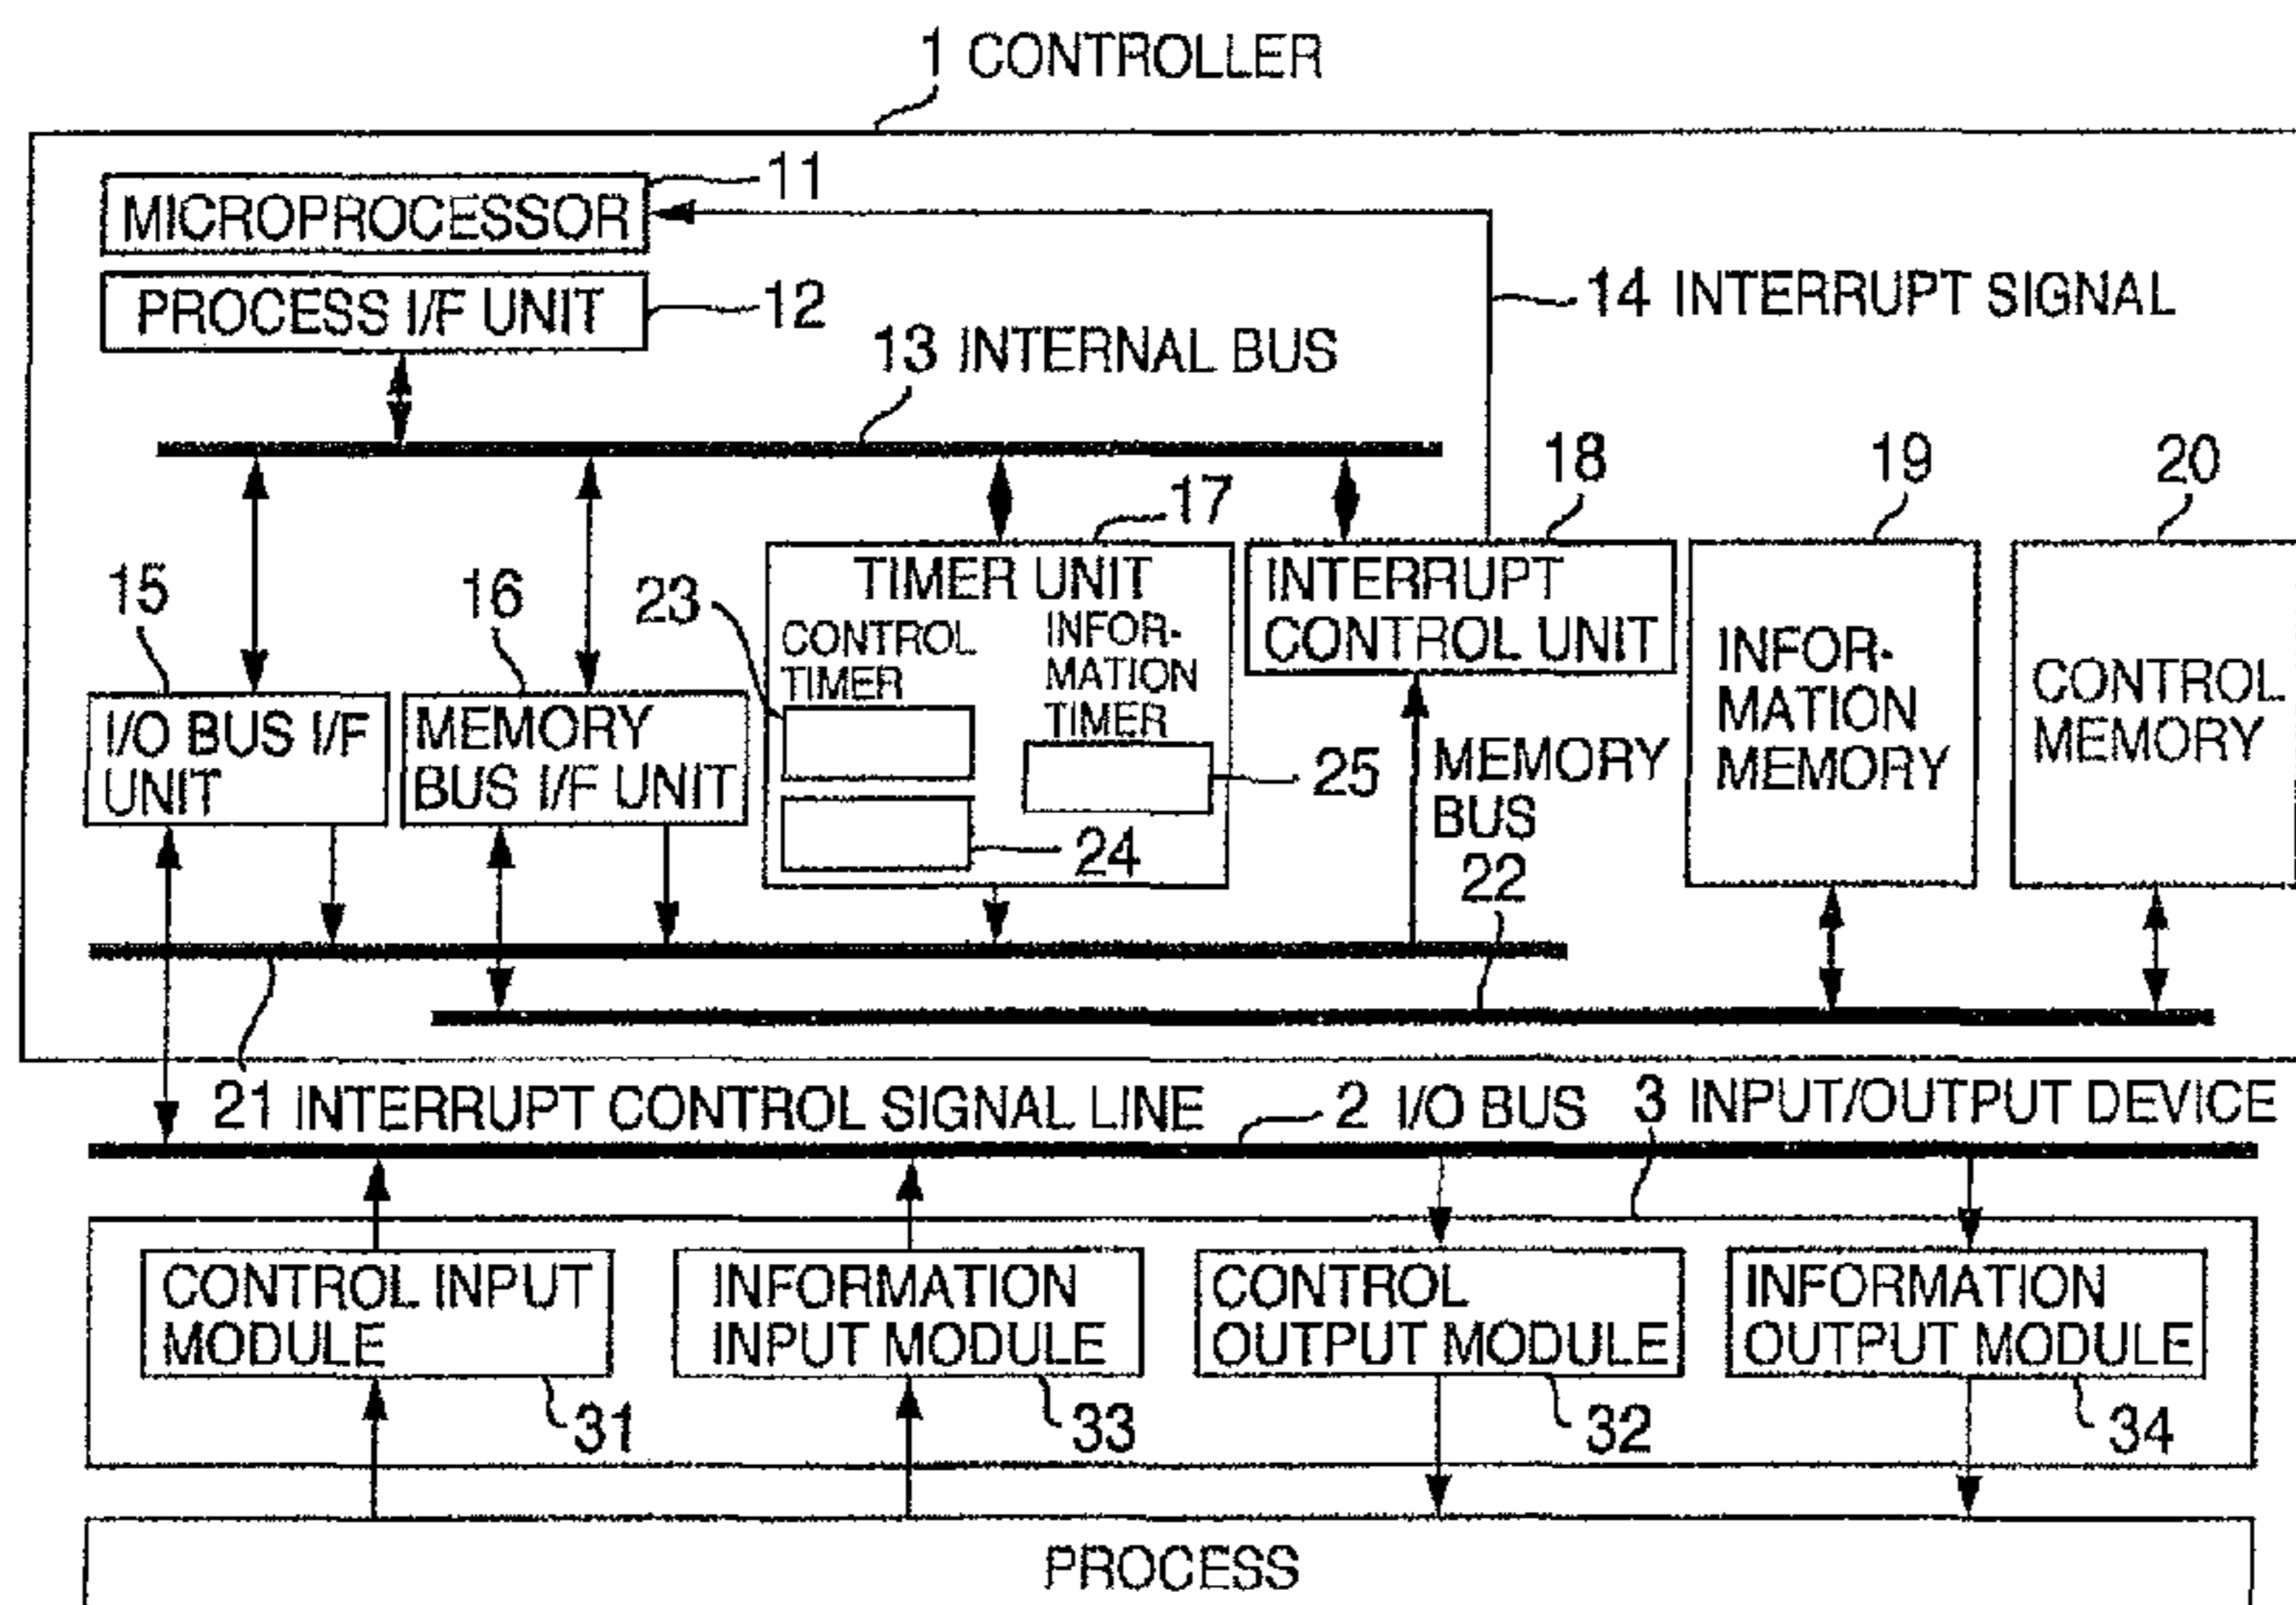 1 CONTROLLER
MICROPROCESSOR
11
PROCESS I/F UNIT
12
14 INTERRUPT SIGNAL
13 INTERNAL BUS
15
I/O BUS I/F
UNIT
16
MEMORY
BUS I/F UNIT
17
TIMER UNIT
23
CONTROL
TIMER
INFOR-
MATION
TIMER
25
24
18
INTERRUPT
CONTROL UNIT
MEMORY
BUS
22
19
INFOR-
MATION
MEMORY
20
CONTROL
MEMORY
21 INTERRUPT CONTROL SIGNAL LINE
2 I/O BUS
3 INPUT/OUTPUT DEVICE
CONTROL INPUT
MODULE
31
INFORMATION
INPUT MODULE
33
CONTROL
OUTPUT MODULE
32
INFORMATION
OUTPUT MODULE
34
PROCESS